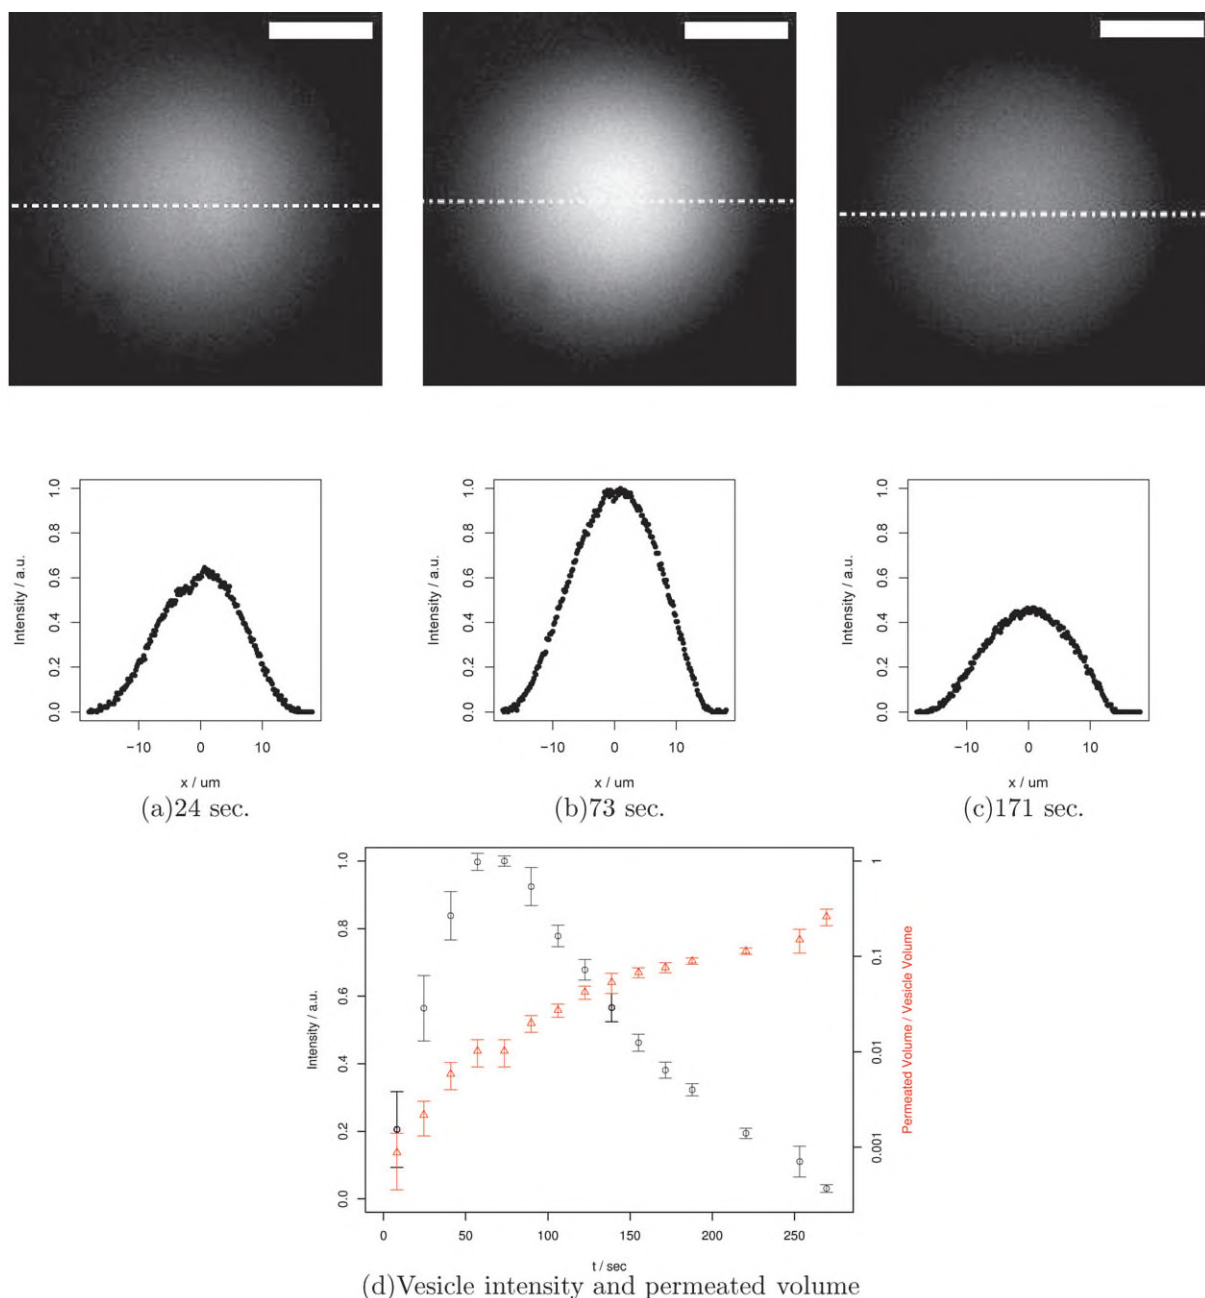 1.0
0.8
0.6
0.4
0.2
0.0
Intensity / a.u.
−10 0 10
x / um
(a)24 sec.
1.0
0.8
0.6
0.4
0.2
0.0
Intensity / a.u.
−10 0 10
x / um
(b)73 sec.
1.0
0.8
0.6
0.4
0.2
0.0
Intensity / a.u.
−10 0 10
x / um
(c)171 sec.
1.0
0.8
0.6
0.4
0.2
0.0
Intensity / a.u.
1
0.1
0.01
0.001
Permeated Volume / Vesicle Volume
0 50 100 150 200 250
t / sec
(d)Vesicle intensity and permeated volume